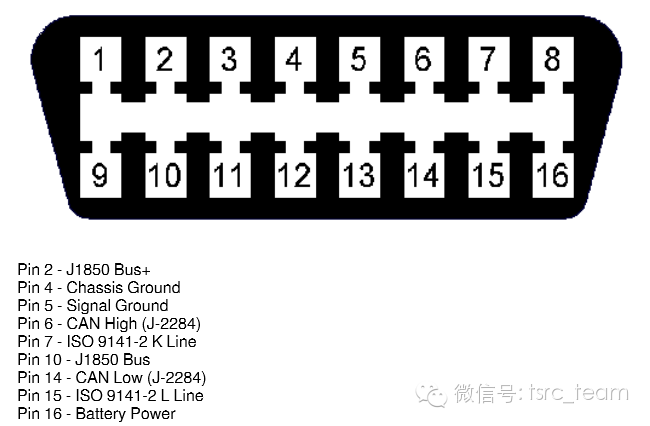 1 2 3 4 5 6 7 8
9 10 11 12 13 14 15 16
Pin 2 - J1850 Bus+
Pin 4 - Chassis Ground
Pin 5 - Signal Ground
Pin 6 - CAN High (J-2284)
Pin 7 - ISO 9141-2 K Line
Pin 10 - J1850 Bus
Pin 14 - CAN Low (J-2284)
Pin 15 - ISO 9141-2 L Line
Pin 16 - Battery Power
微信号: tsrc_team